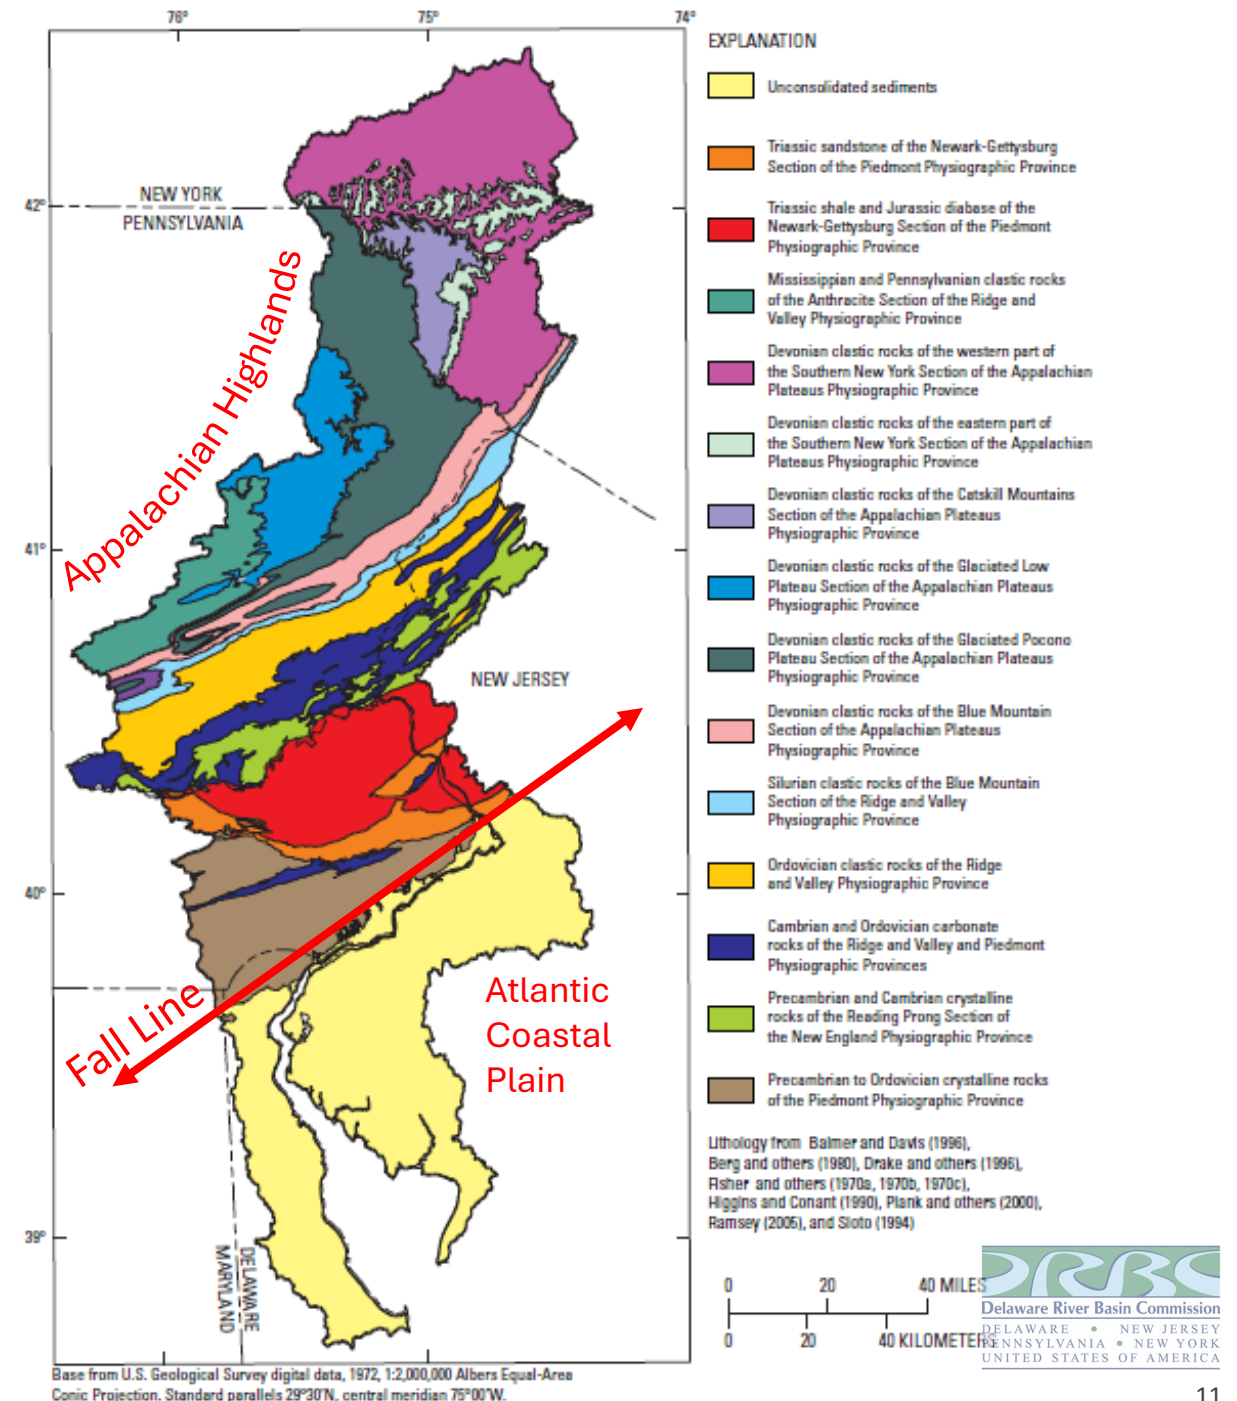 76°
75°
74°
42°
41°
40°
39°
NEW YORK
PENNSYLVANIA
Appalachian Highlands
NEW JERSEY
Fall Line
Atlantic
Coastal
Plain
MARYLAND
DELAWARE
EXPLANATION
Unconsolidated sediments
Triassic sandstone of the Newark-Gettysburg
Section of the Piedmont Physiographic Province
Triassic shale and Jurassic diabase of the
Newark-Gettysburg Section of the Piedmont
Physiographic Province
Mississippian and Pennsylvanian clastic rocks
of the Anthracite Section of the Ridge and
Valley Physiographic Province
Devonian clastic rocks of the western part of
the Southern New York Section of the Appalachian
Plateaus Physiographic Province
Devonian clastic rocks of the eastern part of
the Southern New York Section of the Appalachian
Plateaus Physiographic Province
Devonian clastic rocks of the Catskill Mountains
Section of the Appalachian Plateaus
Physiographic Province
Devonian clastic rocks of the Glaciated Low
Plateau Section of the Appalachian Plateaus
Physiographic Province
Devonian clastic rocks of the Glaciated Pocono
Plateau Section of the Appalachian Plateaus
Physiographic Province
Devonian clastic rocks of the Blue Mountain
Section of the Appalachian Plateaus
Physiographic Province
Silurian clastic rocks of the Blue Mountain
Section of the Ridge and Valley
Physiographic Province
Ordovician clastic rocks of the Ridge
and Valley Physiographic Province
Cambrian and Ordovician carbonate
rocks of the Ridge and Valley and Piedmont
Physiographic Provinces
Precambrian and Cambrian crystalline
rocks of the Reading Prong Section of
the New England Physiographic Province
Precambrian to Ordovician crystalline rocks
of the Piedmont Physiographic Province
Lithology from Balmer and Davis (1996),
Berg and others (1980), Drake and others (1996),
Fisher and others (1970a, 1970b, 1970c),
Higgins and Conant (1990), Plank and others (2000),
Ramsey (2005), and Sloto (1994)
0 20 40 MILES
0 20 40 KILOMETERS
DRBC
Delaware River Basin Commission
DELAWARE • NEW JERSEY
PENNSYLVANIA • NEW YORK
UNITED STATES OF AMERICA
Base from U.S. Geological Survey digital data, 1972, 1:2,000,000 Albers Equal-Area
Conic Projection. Standard parallels 29°30'N, central meridian 75°00'W.
11